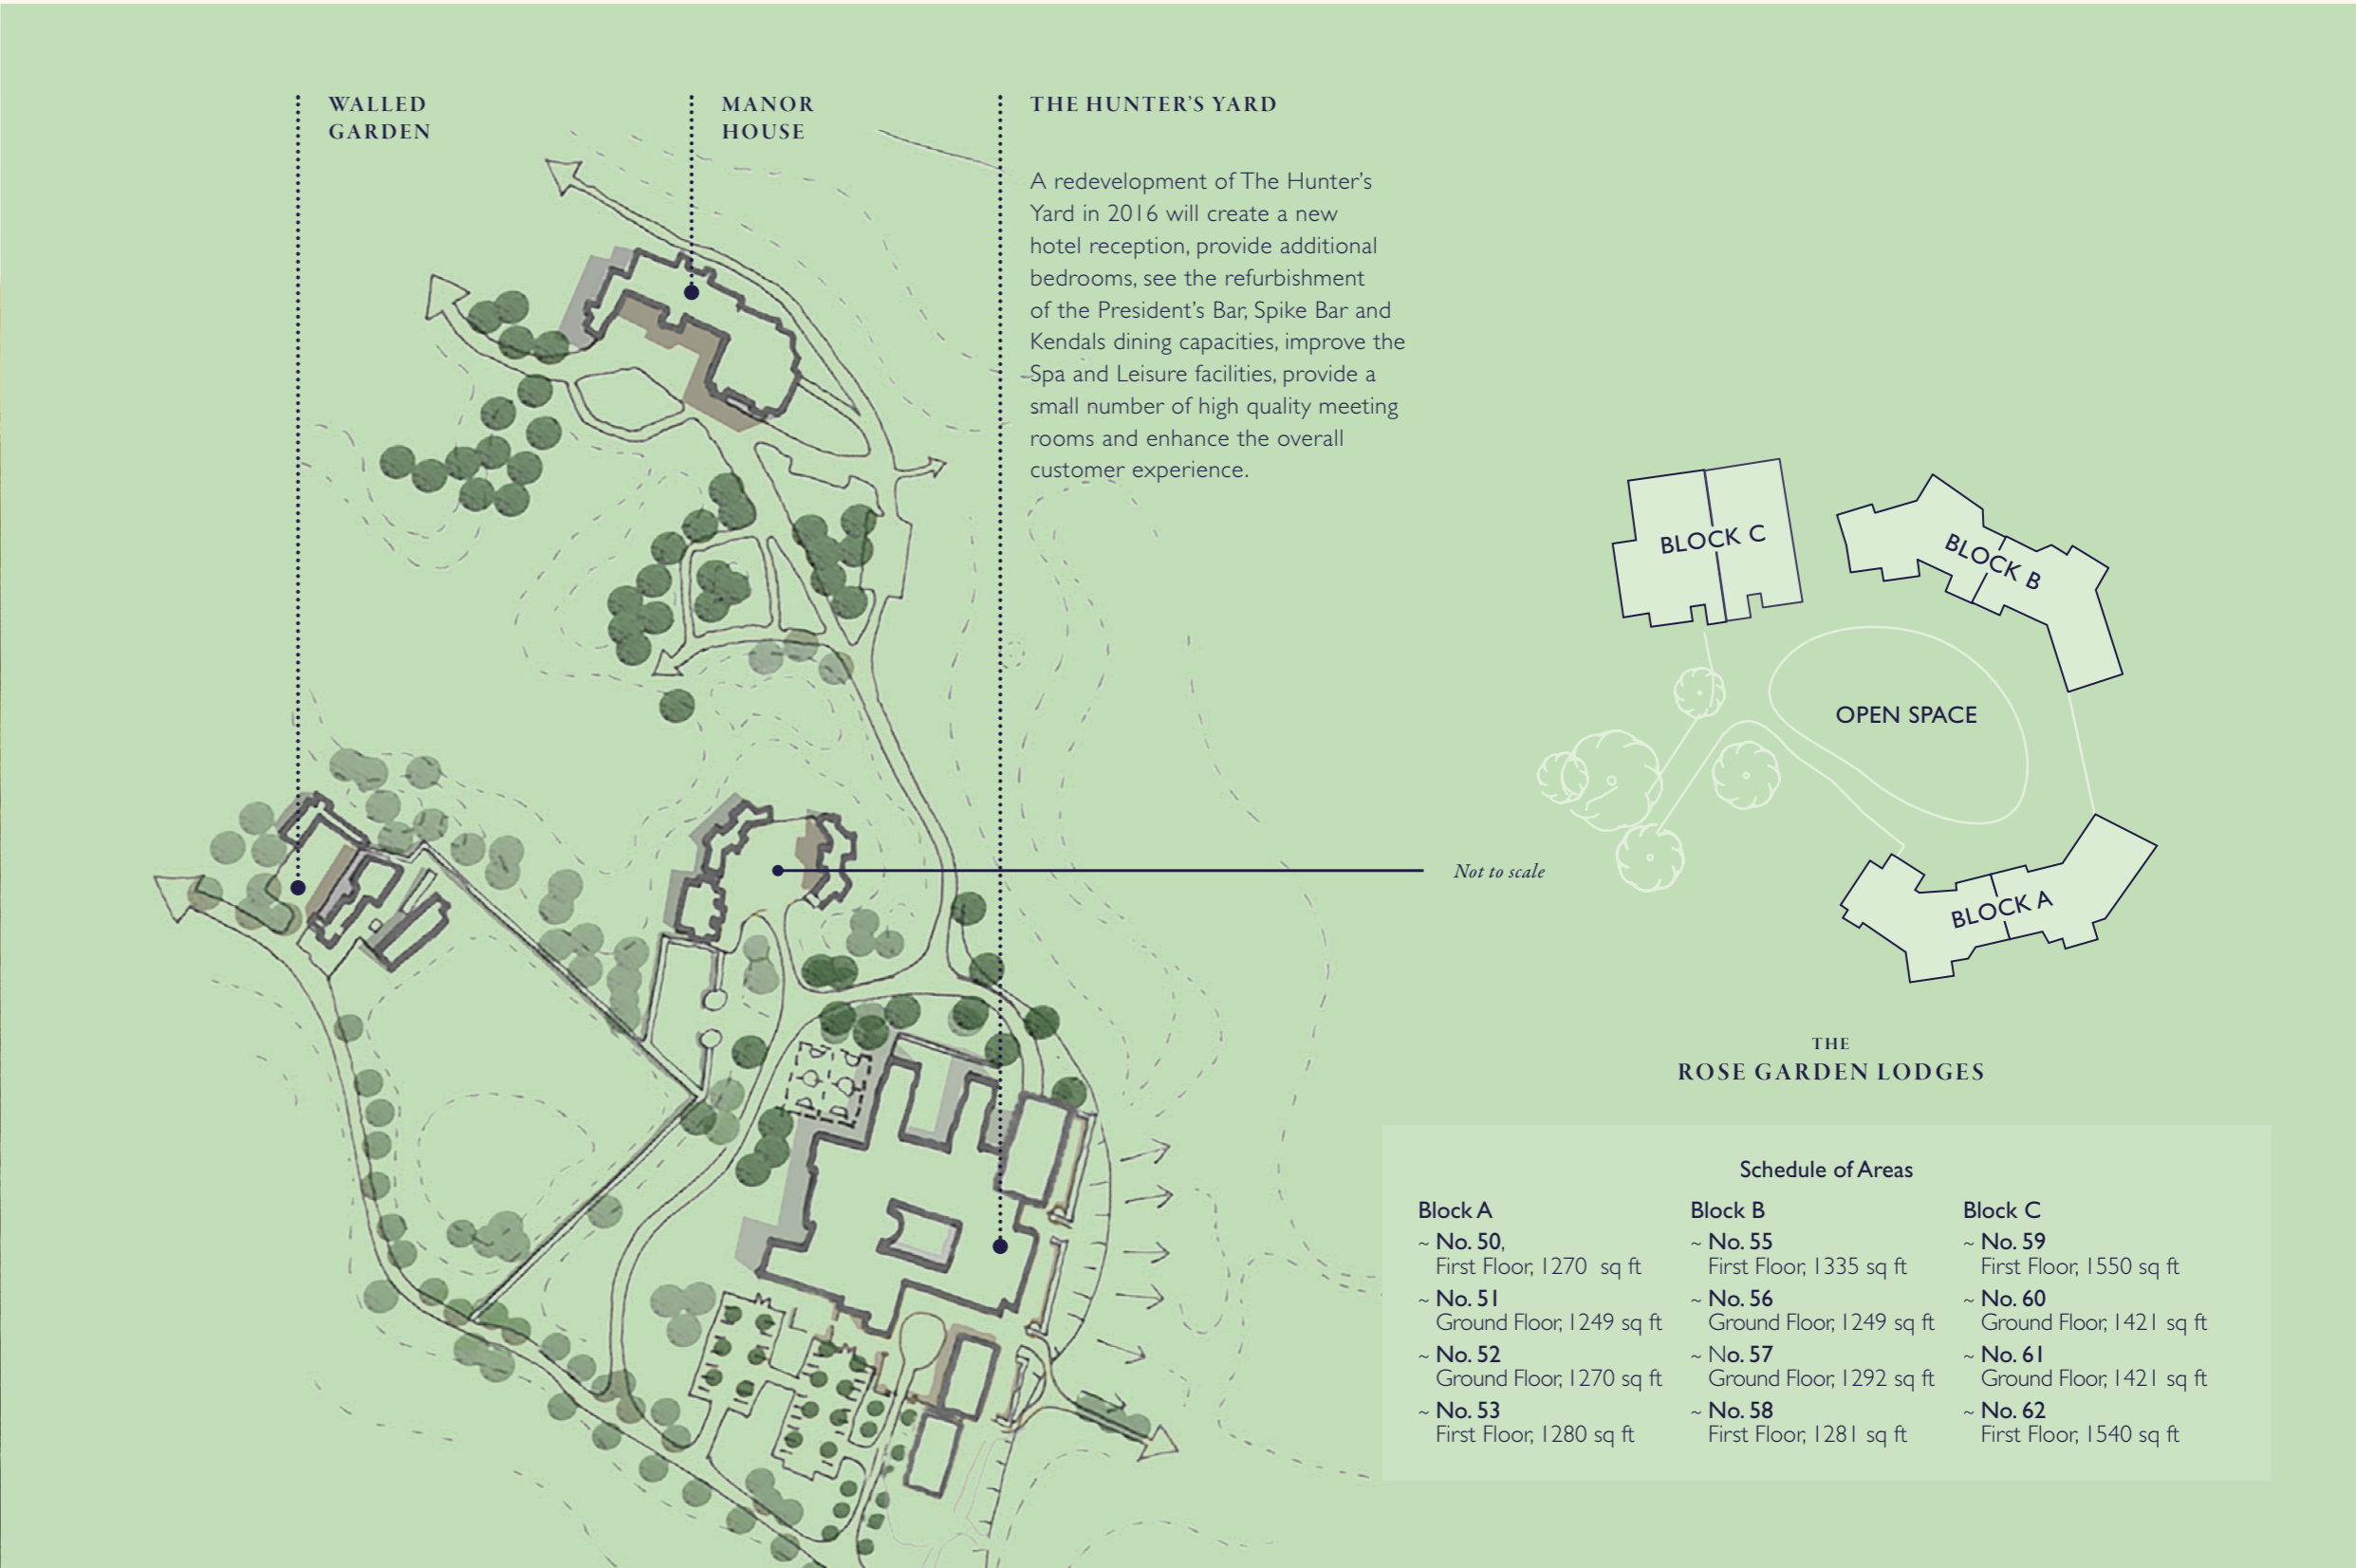 WALLED
GARDEN
MANOR
HOUSE
THE HUNTER’S YARD
A redevelopment of The Hunter’s
Yard in 2016 will create a new
hotel reception, provide additional
bedrooms, see the refurbishment
of the President’s Bar, Spike Bar and
Kendals dining capacities, improve the
Spa and Leisure facilities, provide a
small number of high quality meeting
rooms and enhance the overall
customer experience.
BLOCK C
BLOCK B
OPEN SPACE
Not to scale
BLOCK A
THE
ROSE GARDEN LODGES
Schedule of Areas
Block A
~ No. 50,
First Floor, 1270 sq ft
~ No. 51
Ground Floor, 1249 sq ft
~ No. 52
Ground Floor, 1270 sq ft
~ No. 53
First Floor, 1280 sq ft
Block B
~ No. 55
First Floor, 1335 sq ft
~ No. 56
Ground Floor, 1249 sq ft
~ No. 57
Ground Floor, 1292 sq ft
~ No. 58
First Floor, 1281 sq ft
Block C
~ No. 59
First Floor, 1550 sq ft
~ No. 60
Ground Floor, 1421 sq ft
~ No. 61
Ground Floor, 1421 sq ft
~ No. 62
First Floor, 1540 sq ft